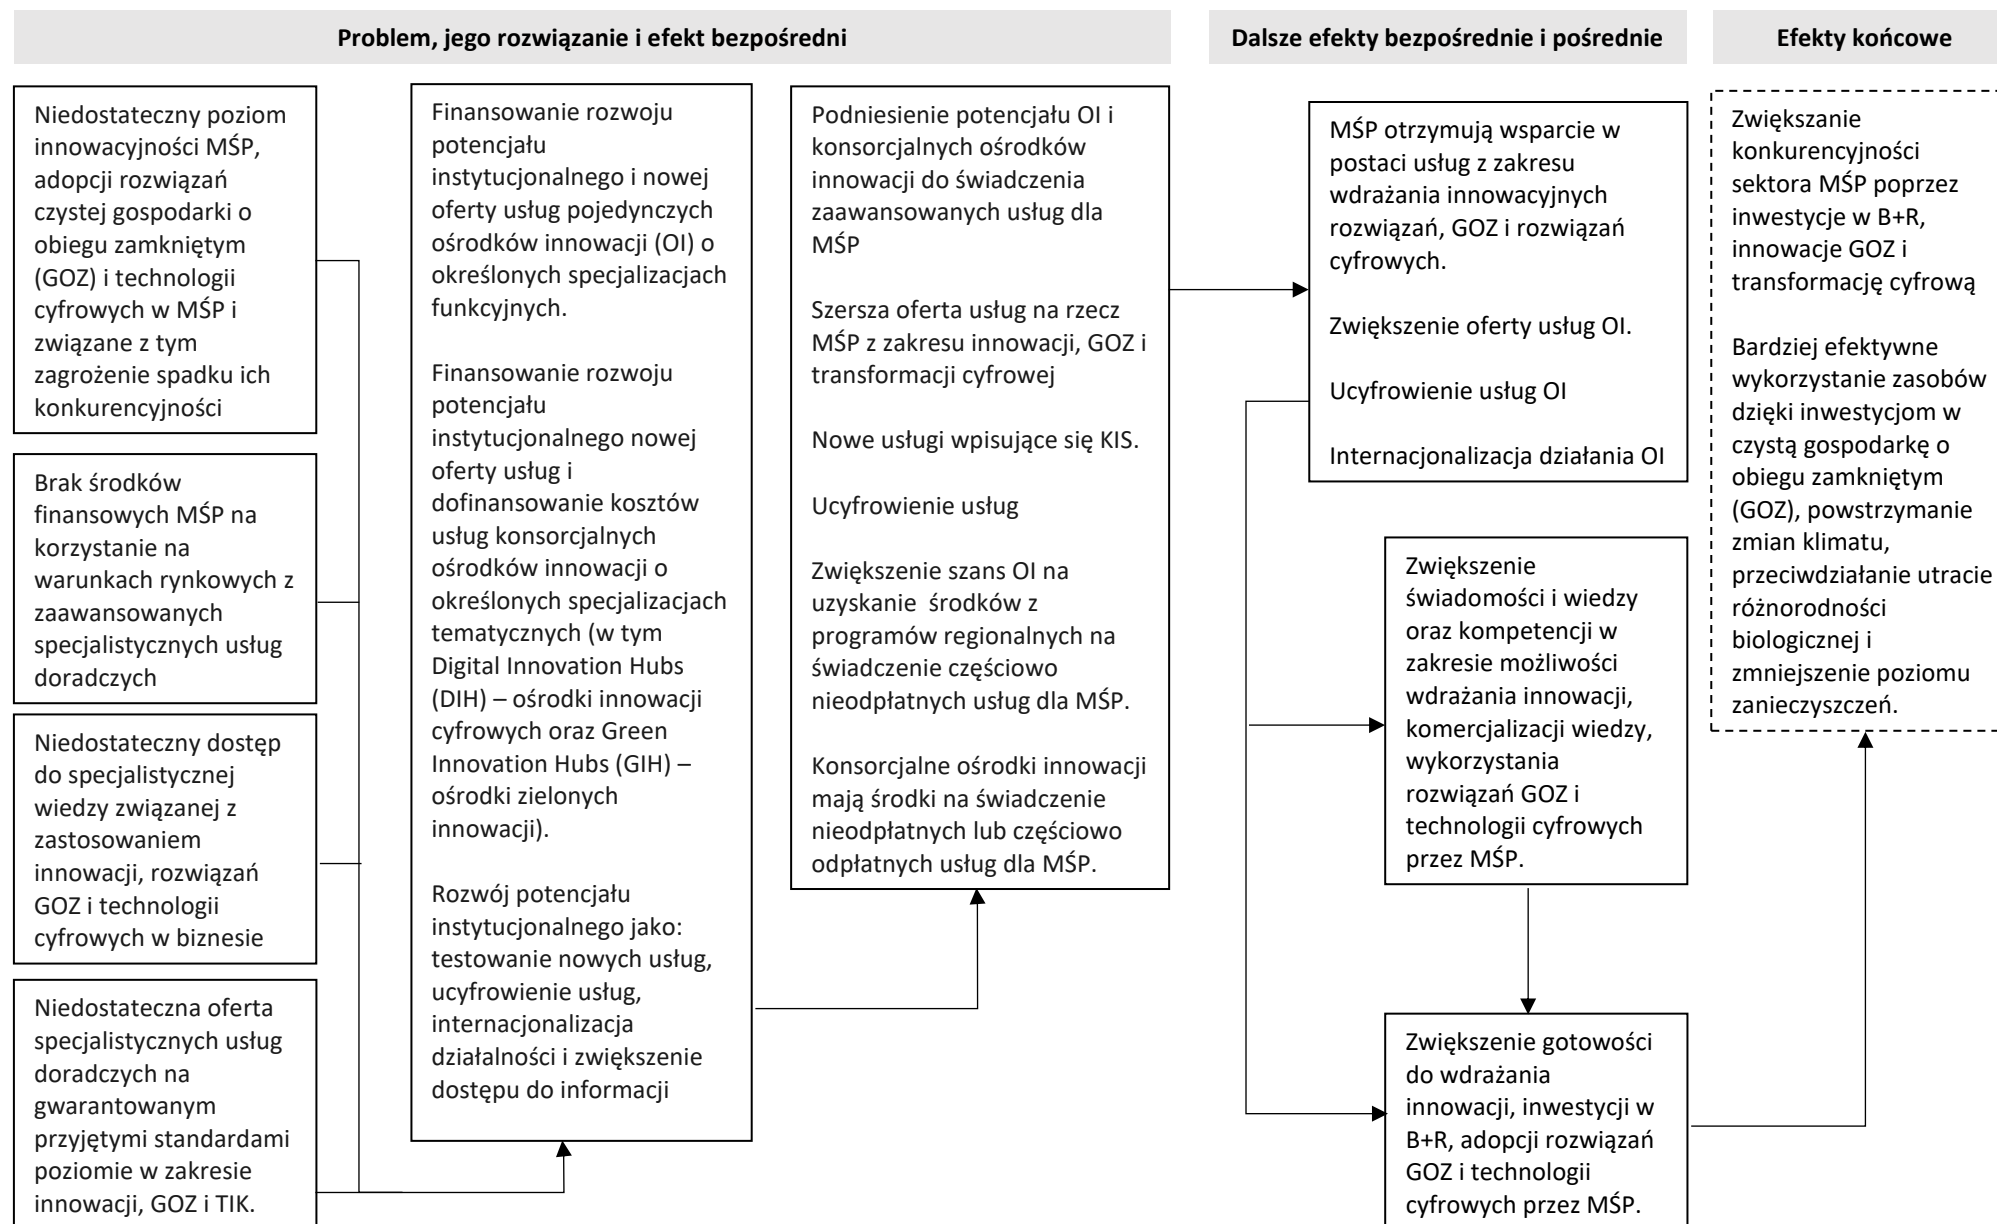 Problem, jego rozwiązanie i efekt bezpośredni
Dalsze efekty bezpośrednie i pośrednie
Efekty końcowe
Niedostateczny poziom
innowacyjności MŚP,
adopcji rozwiązań
czystej gospodarki o
obiegu zamkniętym
(GOZ) i technologii
cyfrowych w MŚP i
związane z tym
zagrożenie spadku ich
konkurencyjności
Brak środków
finansowych MŚP na
korzystanie na
warunkach rynkowych z
zaawansowanych
specjalistycznych usług
doradczych
Niedostateczny dostęp
do specjalistycznej
wiedzy związanej z
zastosowaniem
innowacji, rozwiązań
GOZ i technologii
cyfrowych w biznesie
Niedostateczna oferta
specjalistycznych usług
doradczych na
gwarantowanym
przyjętymi standardami
poziomie w zakresie
innowacji, GOZ i TIK.
Finansowanie rozwoju
potencjału
instytucjonalnego i nowej
oferty usług pojedynczych
ośrodków innowacji (OI) o
określonych specjalizacjach
funkcyjnych.
Finansowanie rozwoju
potencjału
instytucjonalnego nowej
oferty usług i
dofinansowanie kosztów
usług konsorcjalnych
ośrodków innowacji o
określonych specjalizacjach
tematycznych (w tym
Digital Innovation Hubs
(DIH) – ośrodki innowacji
cyfrowych oraz Green
Innovation Hubs (GIH) –
ośrodki zielonych
innowacji).
Rozwój potencjału
instytucjonalnego jako:
testowanie nowych usług,
ucyfrowienie usług,
internacjonalizacja
działalności i zwiększenie
dostępu do informacji
Podniesienie potencjału OI i
konsorcjalnych ośrodków
innowacji do świadczenia
zaawansowanych usług dla
MŚP
Szersza oferta usług na rzecz
MŚP z zakresu innowacji, GOZ i
transformacji cyfrowej
Nowe usługi wpisujące się KIS.
Ucyfrowienie usług
Zwiększenie szans OI na
uzyskanie środków z
programów regionalnych na
świadczenie częściowo
nieodpłatnych usług dla MŚP.
Konsorcjalne ośrodki innowacji
mają środki na świadczenie
nieodpłatnych lub częściowo
odpłatnych usług dla MŚP.
MŚP otrzymują wsparcie w
postaci usług z zakresu
wdrażania innowacyjnych
rozwiązań, GOZ i rozwiązań
cyfrowych.
Zwiększenie oferty usług OI.
Ucyfrowienie usług OI
Internacjonalizacja działania OI
Zwiększenie
świadomości i wiedzy
oraz kompetencji w
zakresie możliwości
wdrażania innowacji,
komercjalizacji wiedzy,
wykorzystania
rozwiązań GOZ i
technologii cyfrowych
przez MŚP.
Zwiększenie gotowości
do wdrażania
innowacji, inwestycji w
B+R, adopcji rozwiązań
GOZ i technologii
cyfrowych przez MŚP.
Zwiększanie
konkurencyjności
sektora MŚP poprzez
inwestycje w B+R,
innowacje GOZ i
transformację cyfrową
Bardziej efektywne
wykorzystanie zasobów
dzięki inwestycjom w
czystą gospodarkę o
obiegu zamkniętym
(GOZ), powstrzymanie
zmian klimatu,
przeciwdziałanie utracie
różnorodności
biologicznej i
zmniejszenie poziomu
zanieczyszczeń.